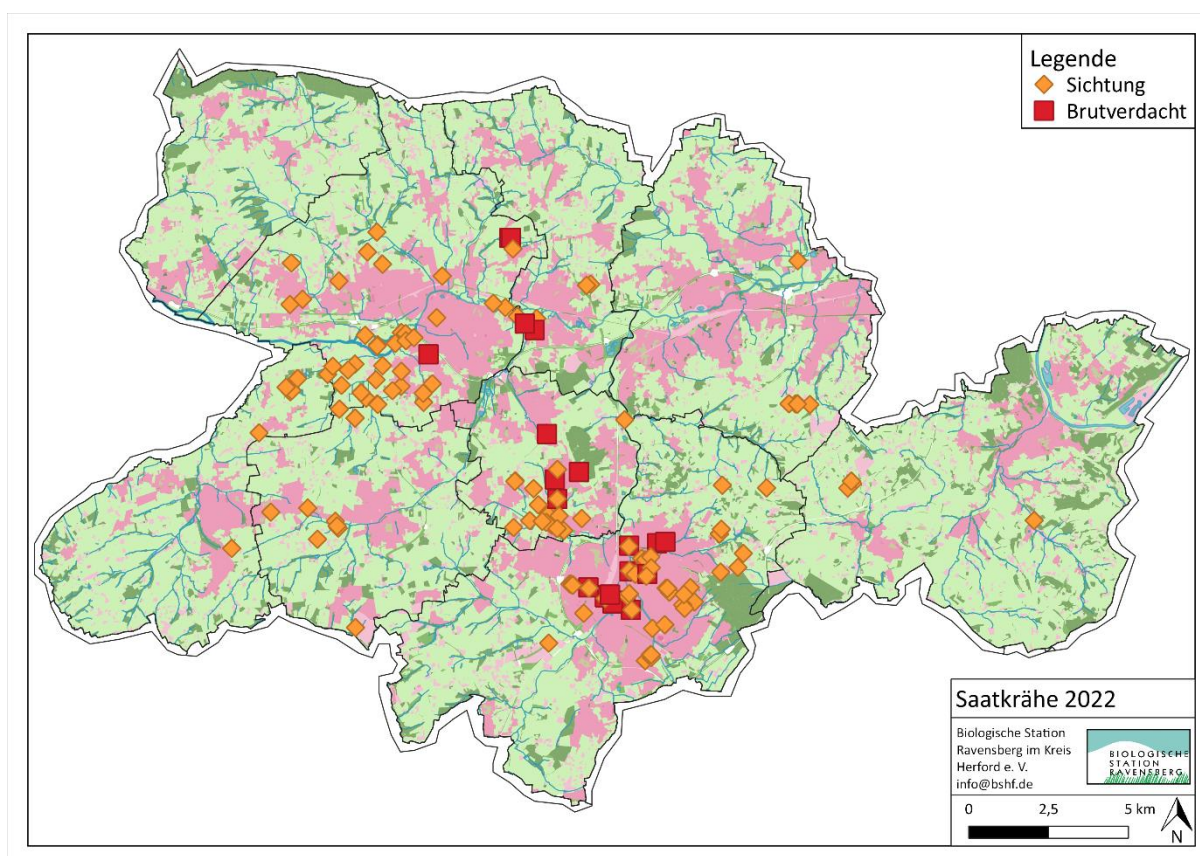 Legende
Sichtung
Brutverdacht
Saatkrähe 2022
Biologische Station
Ravensberg im Kreis
Herford e. V.
info@bshf.de
BIOLOGISCHE
STATION
RAVENSBERG
0 2,5 5 km
N